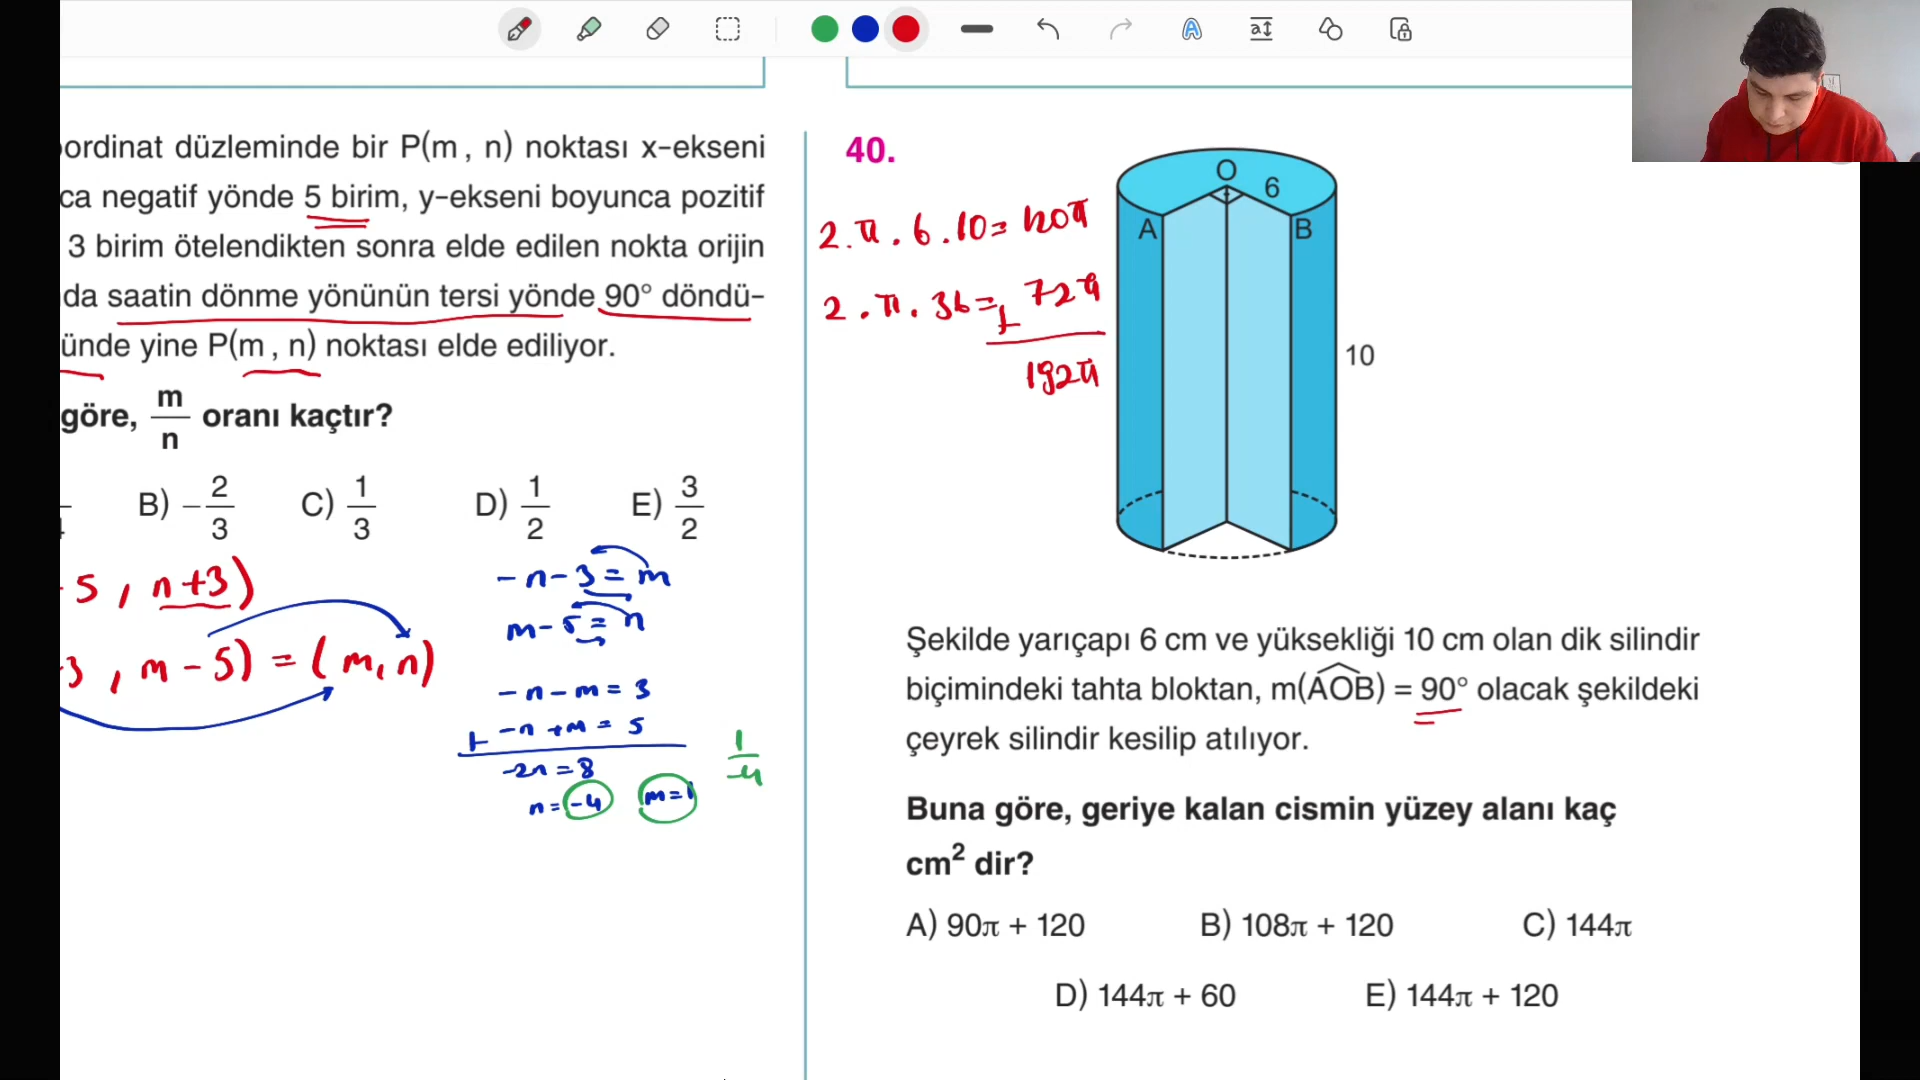 ordinat düzleminde bir P(m , n) noktası x-ekseni
ca negatif yönde 5 birim, y-ekseni boyunca pozitif
3 birim ötelendikten sonra elde edilen nokta orijin
da saatin dönme yönünün tersi yönde 90° döndü-
ünde yine P(m , n) noktası elde ediliyor.
göre, m/n oranı kaçtır?
B) -2/3 C) 1/3 D) 1/2 E) 3/2
5 , n+3)
3 , m - 5) = (m, n)
-n-3 = m
m-5 = n
-n-m = 3
+ -n+m = 5
-2n = 8
n = -4 m = 1
1/-4
40.
2.π.6.10 = 120π
2.π.36 = + 72π
192π
O
6
A
B
10
Şekilde yarıçapı 6 cm ve yüksekliği 10 cm olan dik silindir
biçimindeki tahta bloktan, m(AOB) = 90° olacak şekildeki
çeyrek silindir kesilip atılıyor.
Buna göre, geriye kalan cismin yüzey alanı kaç
cm² dir?
A) 90π + 120 B) 108π + 120 C) 144π
D) 144π + 60 E) 144π + 120